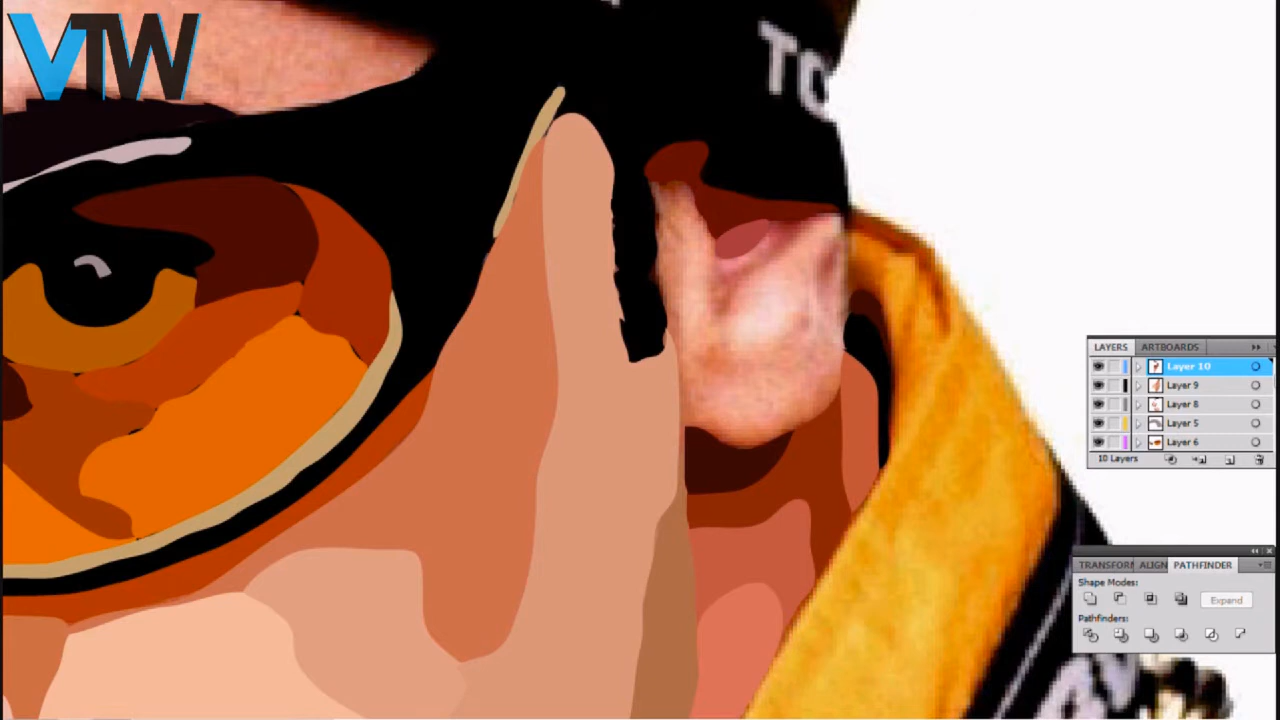 VTW
TO
LAYERS ARTBOARDS
Layer 10
Layer 9
Layer 8
Layer 5
Layer 6
10 Layers
TRANSFORM ALIGN PATHFINDER
Shape Modes:
Expand
Pathfinders: